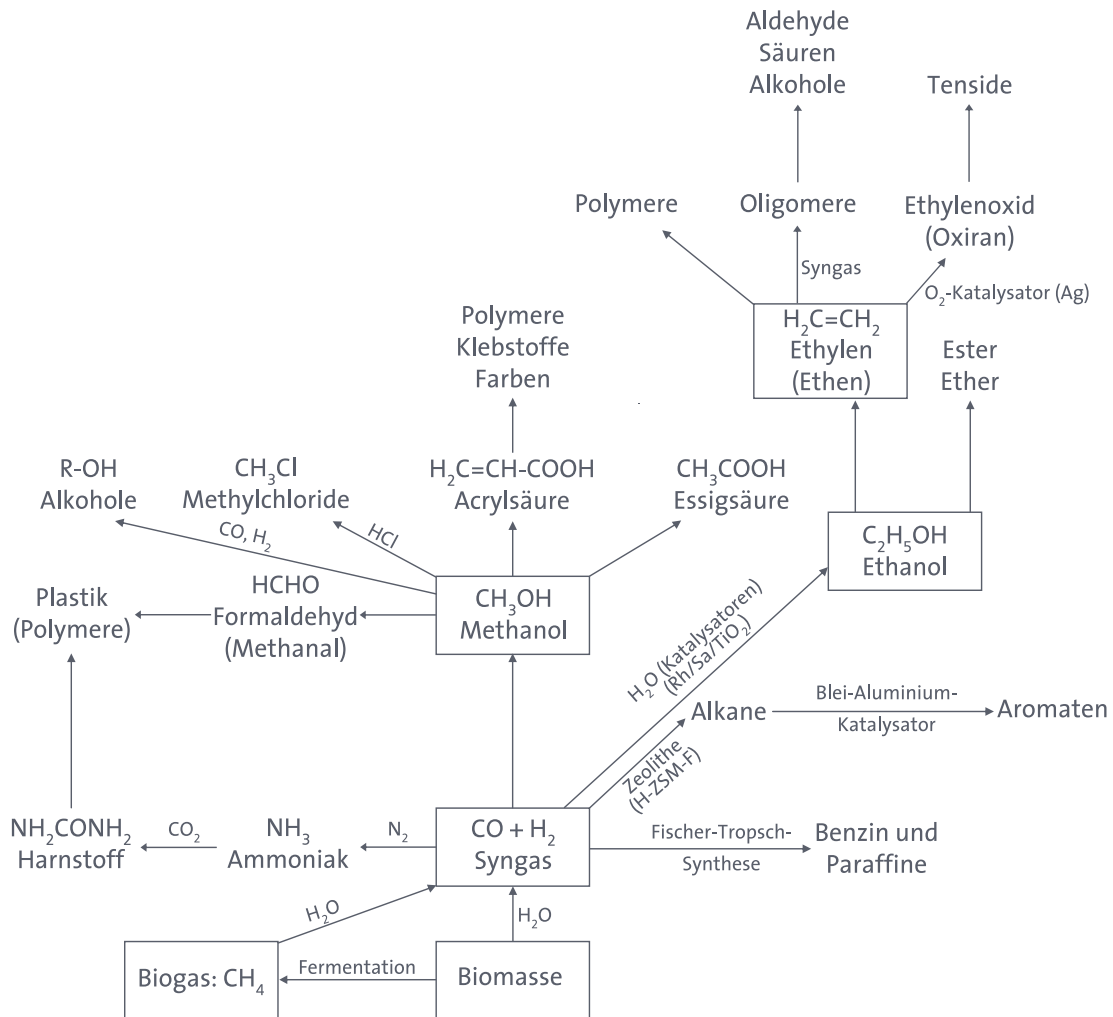 Aldehyde
Säuren
Alkohole
Tenside
Polymere
Oligomere
Ethylenoxid
(Oxiran)
Syngas
O₂-Katalysator (Ag)
H₂C=CH₂
Ethylen
(Ethen)
Ester
Ether
Polymere
Klebstoffe
Farben
R-OH
Alkohole
CH₃Cl
Methylchloride
H₂C=CH-COOH
Acrylsäure
CH₃COOH
Essigsäure
CO, H₂
HCl
C₂H₅OH
Ethanol
Plastik
(Polymere)
HCHO
Formaldehyd
(Methanal)
CH₃OH
Methanol
H₂O (Katalysatoren)
(Rh/Sa/TiO₂)
Alkane
Blei-Aluminium-
Katalysator
Aromaten
Zeolithe
(H-ZSM-F)
NH₂CONH₂
Harnstoff
CO₂
NH₃
Ammoniak
N₂
CO + H₂
Syngas
Fischer-Tropsch-
Synthese
Benzin und
Paraffine
H₂O
H₂O
Biogas: CH₄
Fermentation
Biomasse